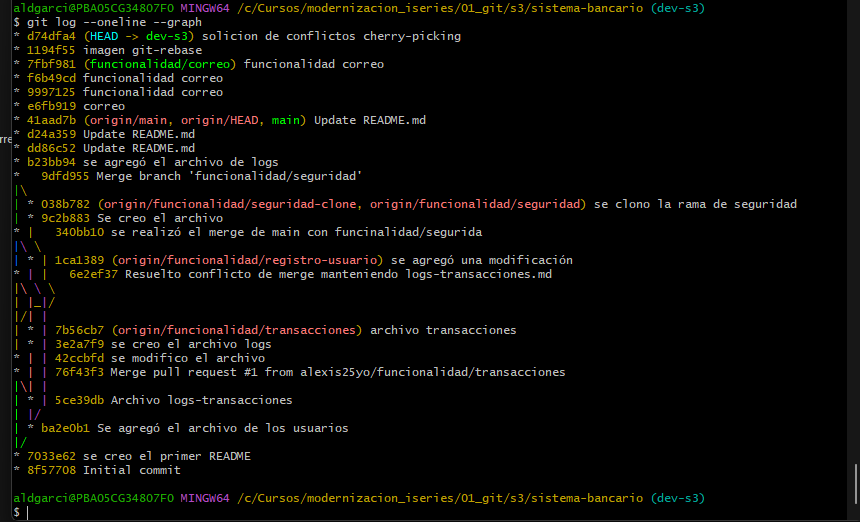 aldgarci@PBA05CG34807F0 MINGW64 /c/Cursos/modernizacion_iseries/01_git/s3/sistema-bancario (dev-s3)
$ git log --oneline --graph
* d74dfa4 (HEAD -> dev-s3) solicion de conflictos cherry-picking
* 1194f55 imagen git-rebase
* 7fbf981 (funcionalidad/correo) funcionalidad correo
* f6b49cd funcionalidad correo
* 9997125 funcionalidad correo
* e6fb919 correo
* 41aad7b (origin/main, origin/HEAD, main) Update README.md
* d24a359 Update README.md
* dd86c52 Update README.md
* b23bb94 se agregó el archivo de logs
*   9dfd955 Merge branch 'funcionalidad/seguridad'
|\
| * 038b782 (origin/funcionalidad/seguridad-clone, origin/funcionalidad/seguridad) se clono la rama de seguridad
| * 9c2b883 Se creo el archivo
* |   340bb10 se realizó el merge de main con funcinalidad/segurida
|\ \
| * | 1ca1389 (origin/funcionalidad/registro-usuario) se agregó una modificación
* | |   6e2ef37 Resuelto conflicto de merge manteniendo logs-transacciones.md
|\ \ \
| |_|/
|/| |
| * | 7b56cb7 (origin/funcionalidad/transacciones) archivo transacciones
| * | 3e2a7f9 se creo el archivo logs
* | | 42ccbfd se modifico el archivo
* | | 76f43f3 Merge pull request #1 from alexis25yo/funcionalidad/transacciones
|\| |
| * | 5ce39db Archivo logs-transacciones
| |/
| * ba2e0b1 Se agregó el archivo de los usuarios
|/
* 7033e62 se creo el primer README
* 8f57708 Initial commit
aldgarci@PBA05CG34807F0 MINGW64 /c/Cursos/modernizacion_iseries/01_git/s3/sistema-bancario (dev-s3)
$